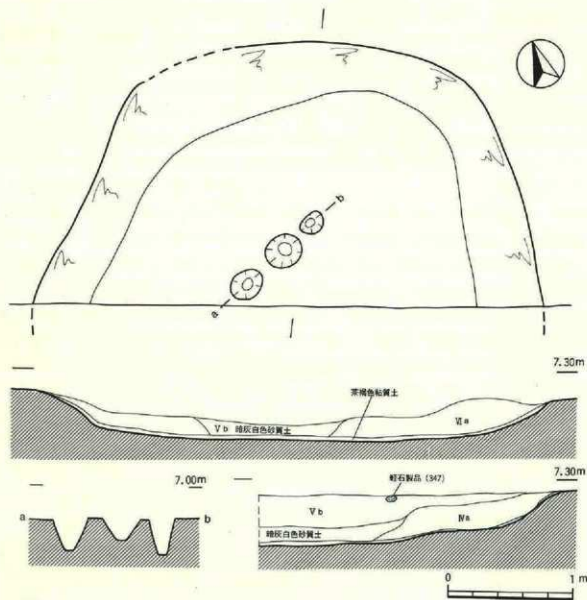 b
a
7.30m
茶褐色粘質土
Ⅴb 暗灰白色砂質土
Ⅵa
7.00m
a
b
軽石製品 (347)
7.30m
Ⅴb
Ⅳa
暗灰白色砂質土
0
1 m